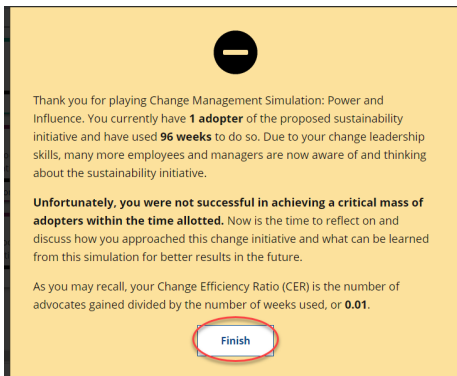 Thank you for playing Change Management Simulation: Power and
Influence. You currently have 1 adopter of the proposed sustainability
initiative and have used 96 weeks to do so. Due to your change leadership
skills, many more employees and managers are now aware of and thinking
about the sustainability initiative.
Unfortunately, you were not successful in achieving a critical mass of
adopters within the time allotted. Now is the time to reflect on and
discuss how you approached this change initiative and what can be learned
from this simulation for better results in the future.
As you may recall, your Change Efficiency Ratio (CER) is the number of
advocates gained divided by the number of weeks used, or 0.01.
Finish